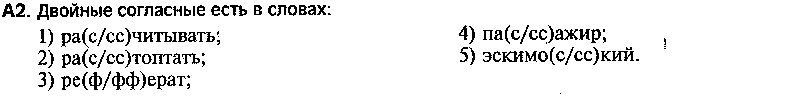 А2. Двойные согласные есть в словах:
1) ра(с/сс)читывать;
2) ра(с/сс)топтать;
3) ре(ф/фф)ерат;
4) па(с/сс)ажир;
5) эскимо(с/сс)кий.